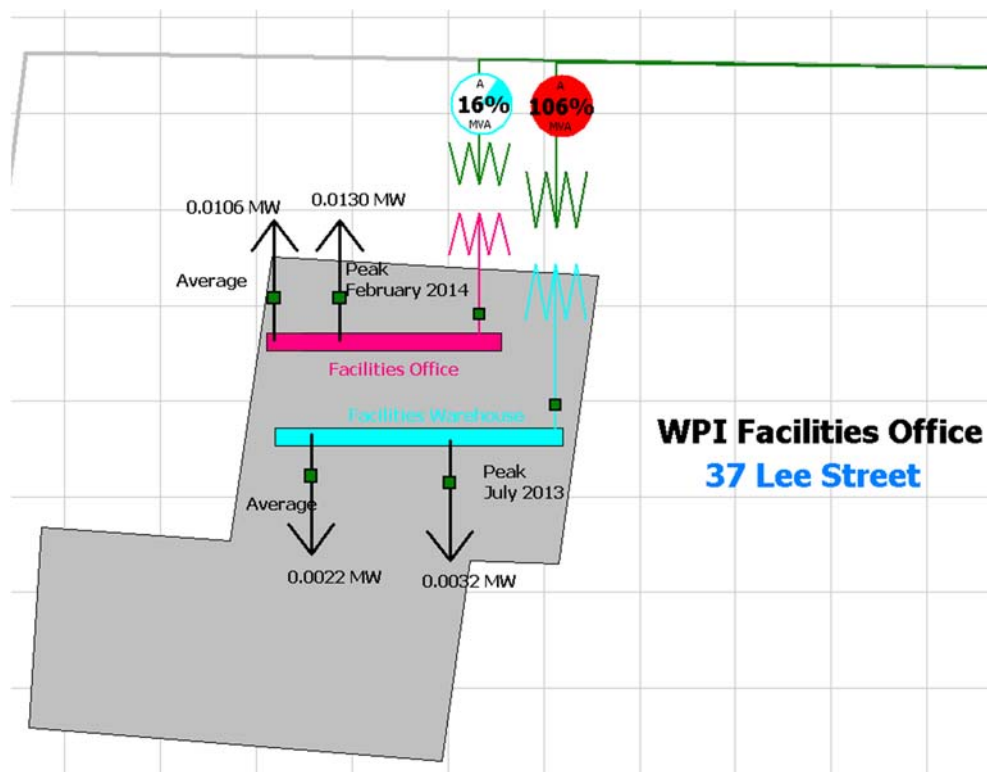 A
16%
MVA
A
106%
MVA
0.0106 MW
0.0130 MW
Average
Peak
February 2014
Facilities Office
Facilities Warehouse
WPI Facilities Office
37 Lee Street
Average
Peak
July 2013
0.0022 MW
0.0032 MW